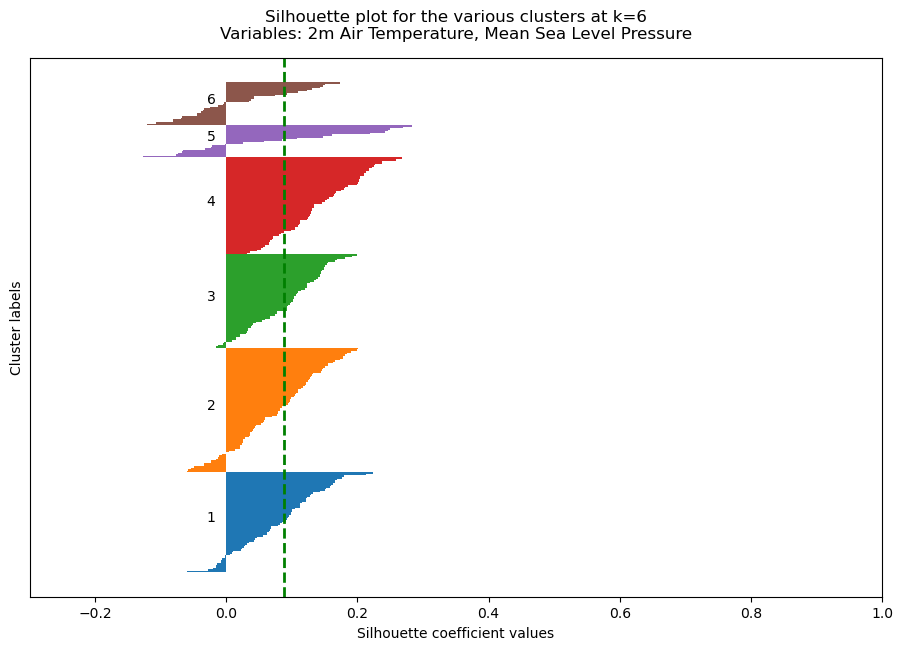 Silhouette plot for the various clusters at k=6
Variables: 2m Air Temperature, Mean Sea Level Pressure
6
5
4
3
2
1
Cluster labels
−0.2 0.0 0.2 0.4 0.6 0.8 1.0
Silhouette coefficient values